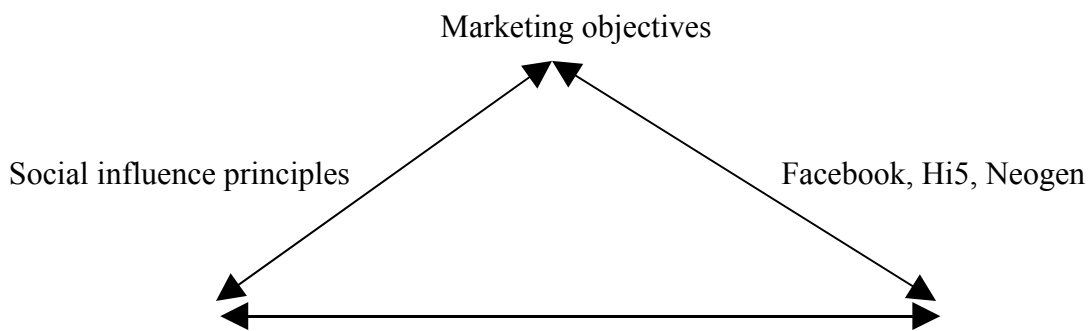 Marketing objectives
Social influence principles
Facebook, Hi5, Neogen